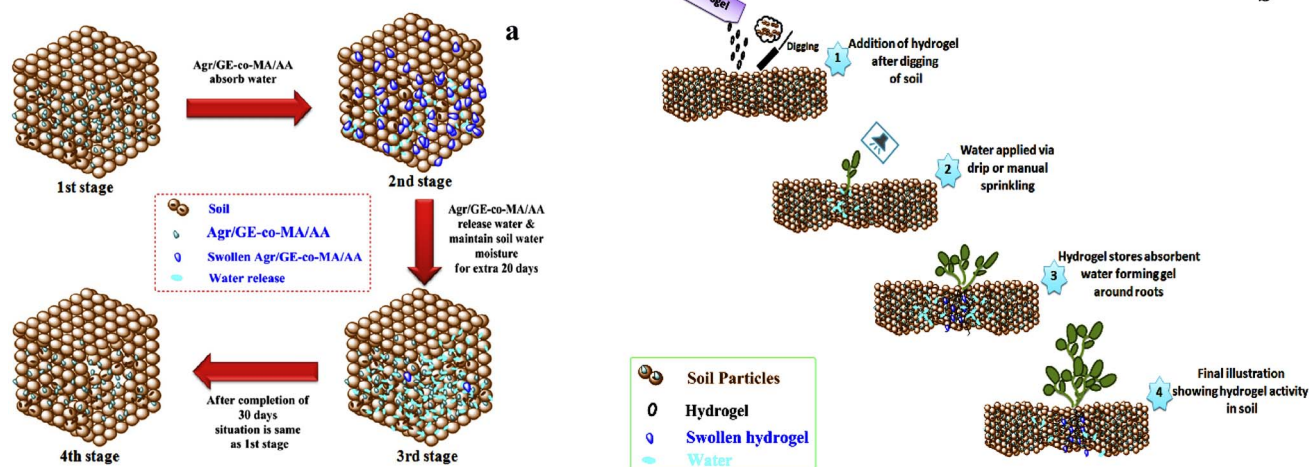 a
Agr/GE-co-MA/AA
absorb water
1st stage
2nd stage
Soil
Agr/GE-co-MA/AA
Swollen Agr/GE-co-MA/AA
Water release
Agr/GE-co-MA/AA
release water &
maintain soil water
moisture
for extra 20 days
After completion of
30 days
situation is same
as 1st stage
4th stage
3rd stage
Digging
1
Addition of hydrogel
after digging
of soil
2
Water applied via
drip or manual
sprinkling
3
Hydrogel stores absorbent
water forming gel
around roots
4
Final illustration
showing hydrogel activity
in soil
Soil Particles
Hydrogel
Swollen hydrogel
Water